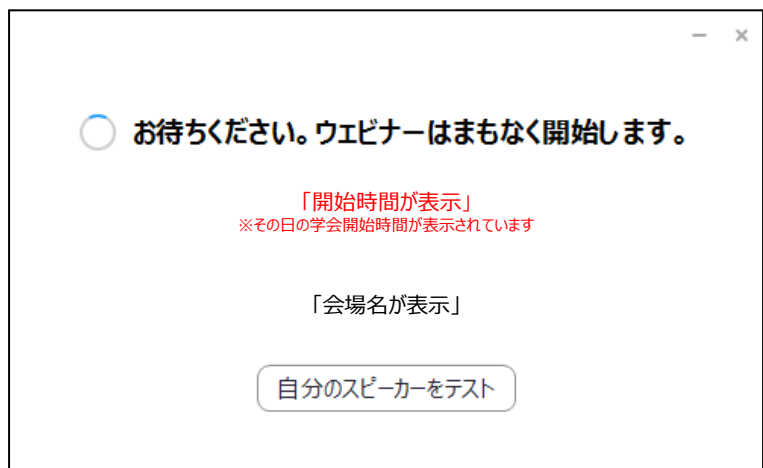 お待ちください。ウェビナーはまもなく開始します。
「開始時間が表示」
※その日の学会開始時間が表示されています
「会場名が表示」
自分のスピーカーをテスト